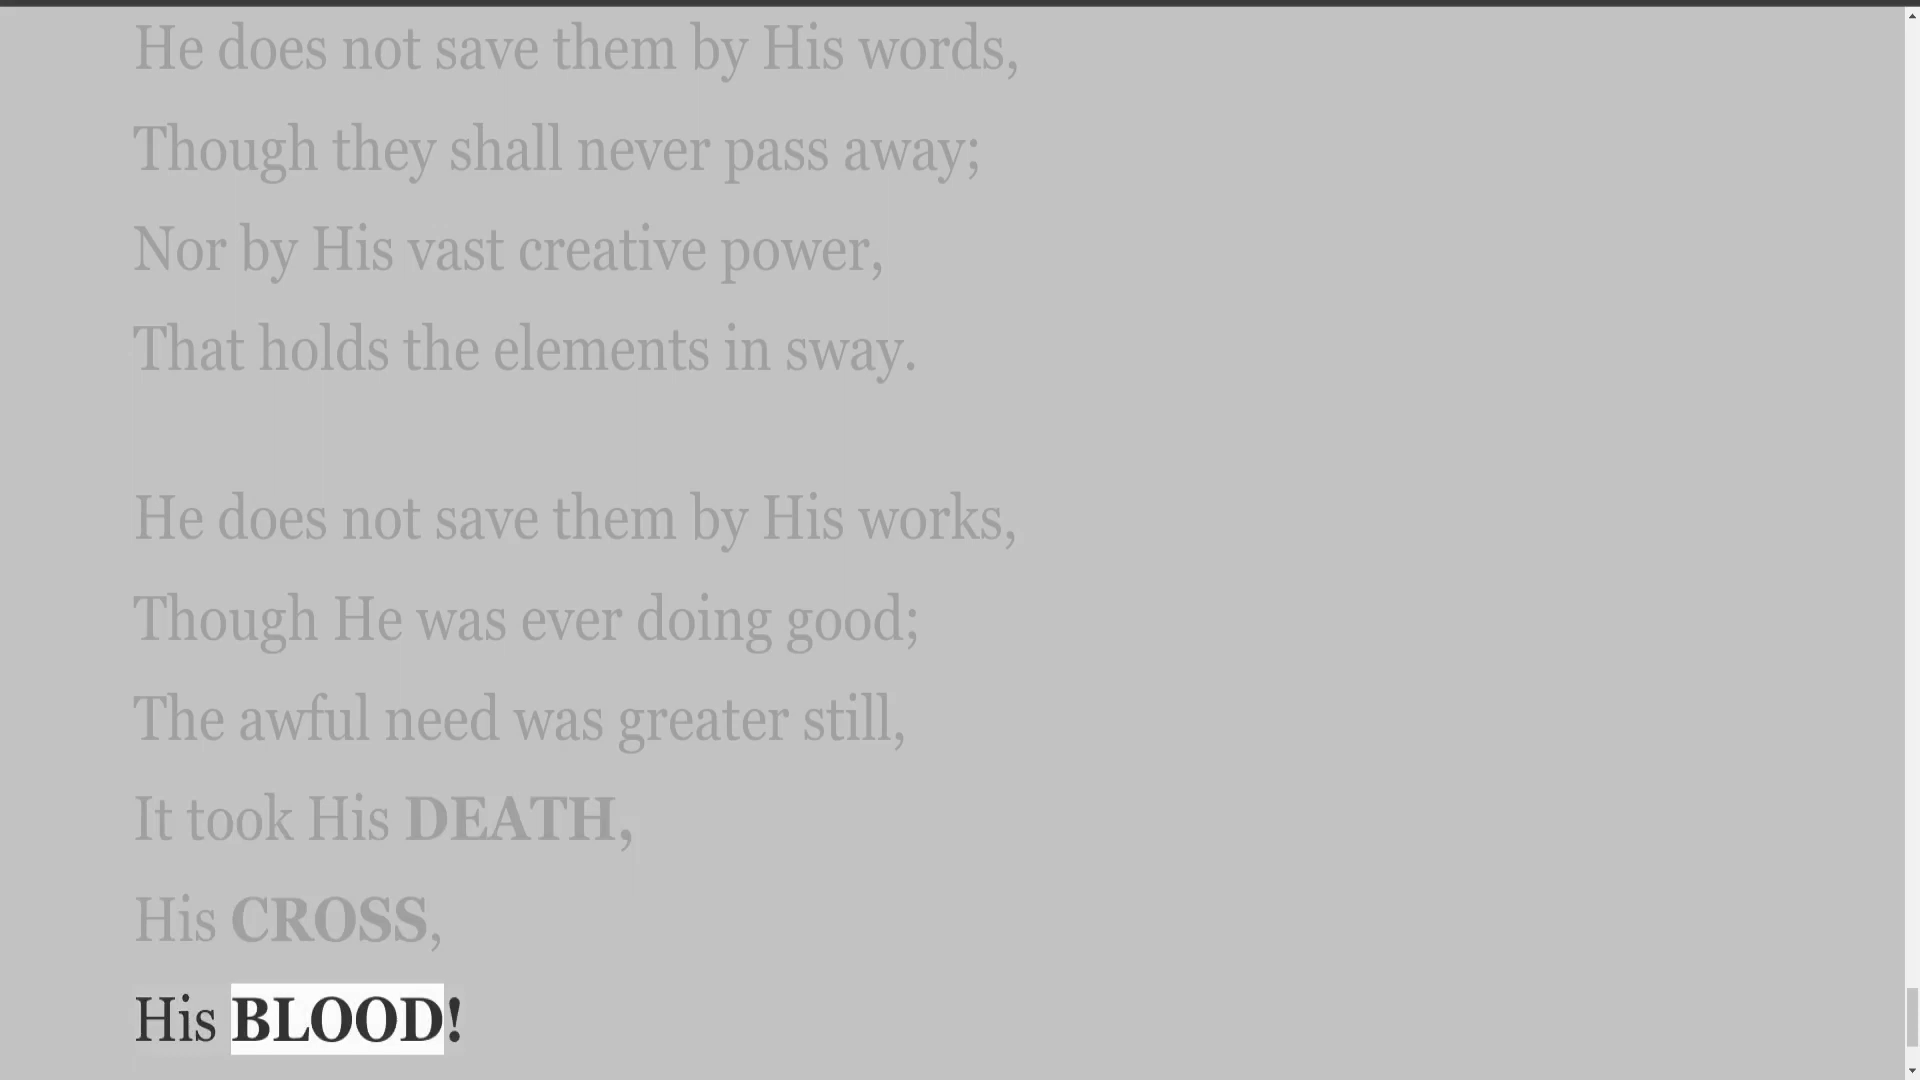 He does not save them by His words,
Though they shall never pass away;
Nor by His vast creative power,
That holds the elements in sway.
He does not save them by His works,
Though He was ever doing good;
The awful need was greater still,
It took His DEATH,
His CROSS,
His BLOOD!